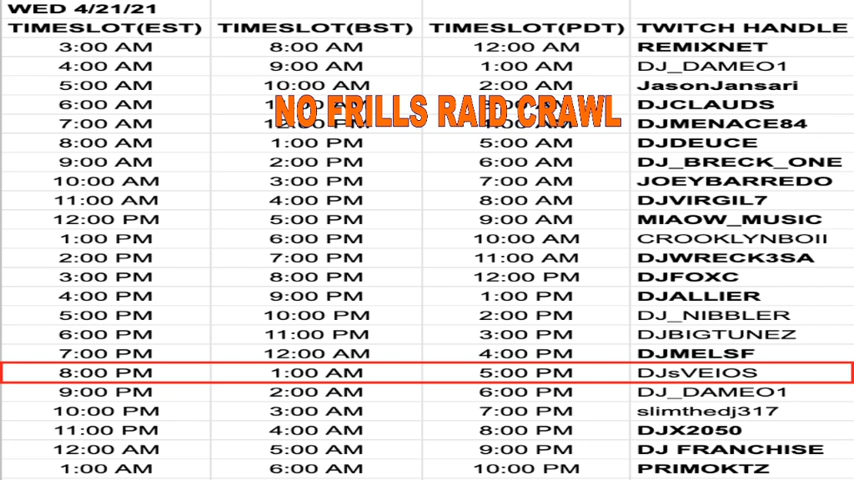 WED 4/21/21
TIMESLOT(EST) TIMESLOT(BST) TIMESLOT(PDT) TWITCH HANDLE
3:00 AM 8:00 AM 12:00 AM REMIXNET
4:00 AM 9:00 AM 1:00 AM DJ_DAMEO1
5:00 AM 10:00 AM 2:00 AM JasonJansari
6:00 AM DJCLAUDS
NO FRILLS RAID CRAWL
7:00 AM DJMENACE84
8:00 AM 1:00 PM 5:00 AM DJDEUCE
9:00 AM 2:00 PM 6:00 AM DJ_BRECK_ONE
10:00 AM 3:00 PM 7:00 AM JOEYBARREDO
11:00 AM 4:00 PM 8:00 AM DJVIRGIL7
12:00 PM 5:00 PM 9:00 AM MIAOW_MUSIC
1:00 PM 6:00 PM 10:00 AM CROOKLYNBOII
2:00 PM 7:00 PM 11:00 AM DJWRECK3SA
3:00 PM 8:00 PM 12:00 PM DJFOXC
4:00 PM 9:00 PM 1:00 PM DJALLIER
5:00 PM 10:00 PM 2:00 PM DJ_NIBBLER
6:00 PM 11:00 PM 3:00 PM DJBIGTUNEZ
7:00 PM 12:00 AM 4:00 PM DJMELSF
8:00 PM 1:00 AM 5:00 PM DJsVEIOS
9:00 PM 2:00 AM 6:00 PM DJ_DAMEO1
10:00 PM 3:00 AM 7:00 PM slimthedj317
11:00 PM 4:00 AM 8:00 PM DJX2050
12:00 AM 5:00 AM 9:00 PM DJ FRANCHISE
1:00 AM 6:00 AM 10:00 PM PRIMOKTZ